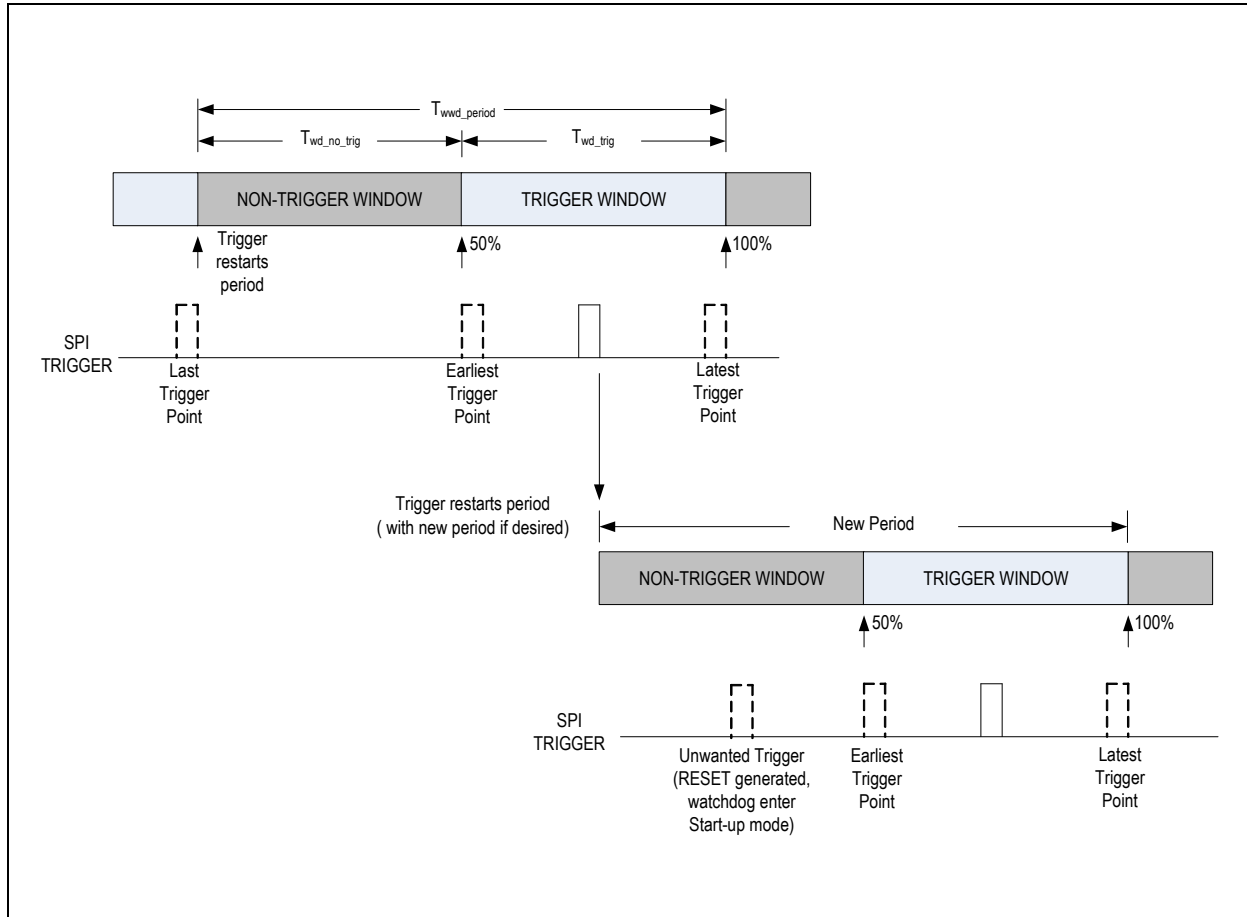 Twwd_period
Twd_no_trig
Twd_trig
NON-TRIGGER WINDOW
TRIGGER WINDOW
Trigger
restarts
period
50%
100%
SPI
TRIGGER
Last
Trigger
Point
Earliest
Trigger
Point
Latest
Trigger
Point
Trigger restarts period
( with new period if desired)
New Period
NON-TRIGGER WINDOW
TRIGGER WINDOW
50%
100%
SPI
TRIGGER
Unwanted Trigger
(RESET generated,
watchdog enter
Start-up mode)
Earliest
Trigger
Point
Latest
Trigger
Point